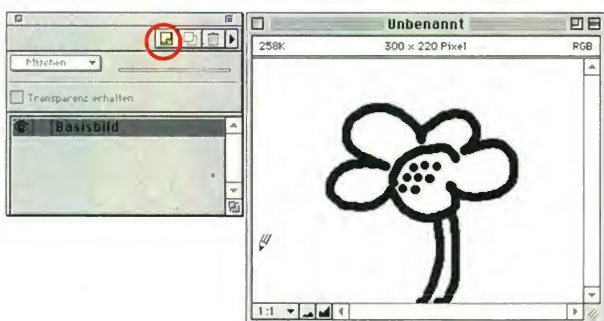 Mischen
Transparenz erhalten
Basisbild
Unbenannt
258K 300 x 220 Pixel RGB
1:1